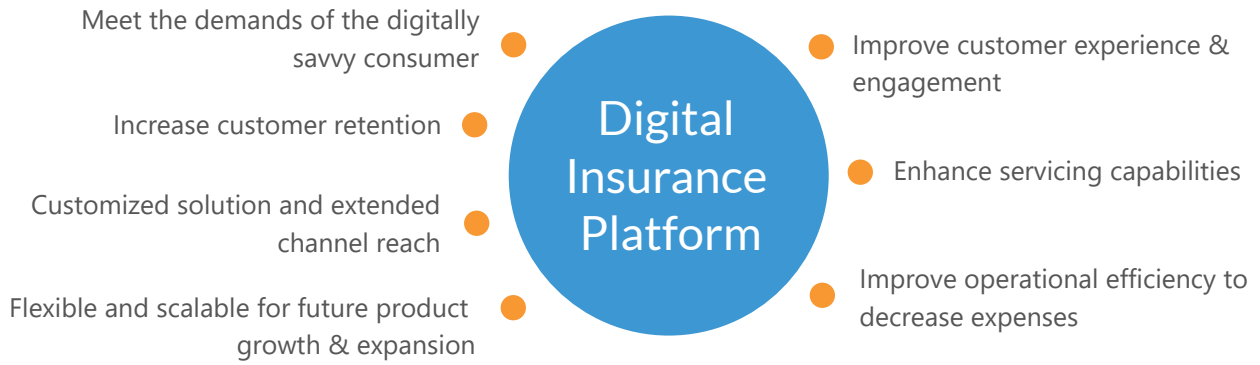 Meet the demands of the digitally
savvy consumer
Increase customer retention
Customized solution and extended
channel reach
Flexible and scalable for future product
growth & expansion
Digital
Insurance
Platform
Improve customer experience &
engagement
Enhance servicing capabilities
Improve operational efficiency to
decrease expenses